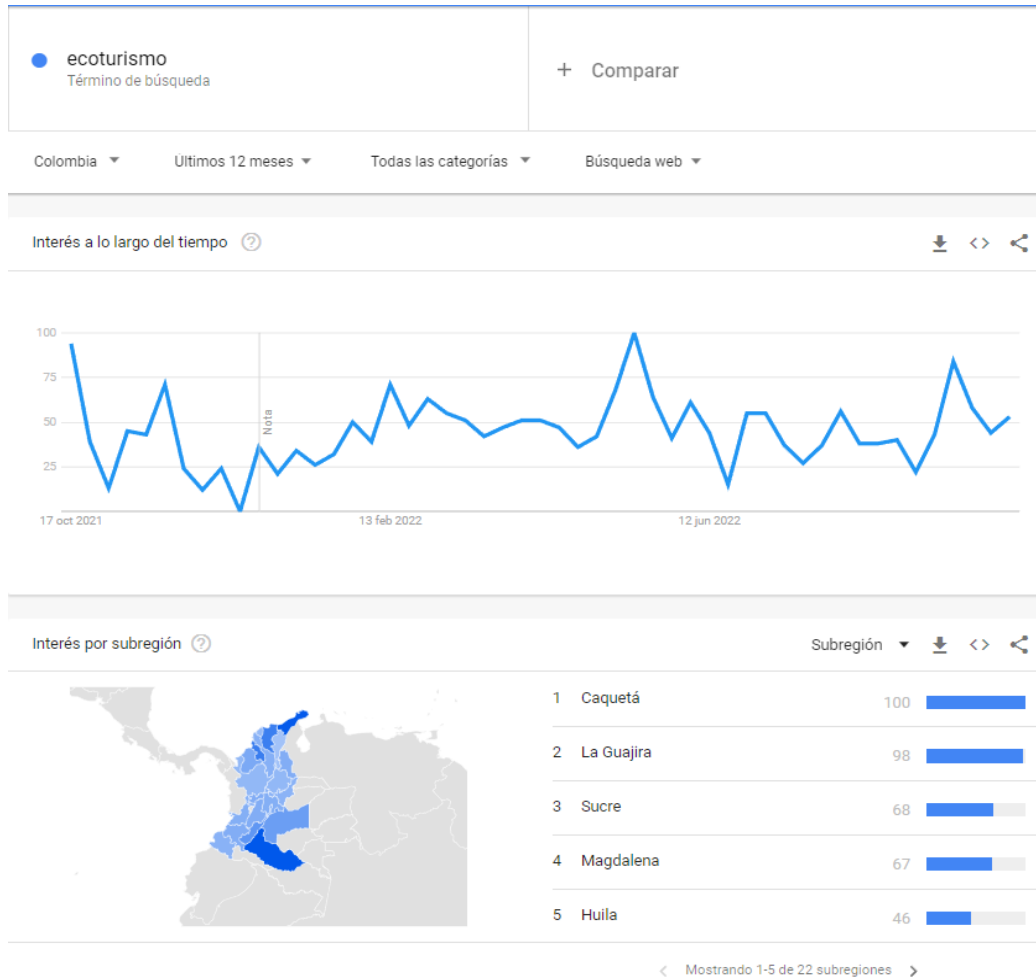 ecoturismo
Término de búsqueda
+ Comparar
Colombia
Últimos 12 meses
Todas las categorías
Búsqueda web
Interés a lo largo del tiempo
100
75
50
25
Nota
17 oct 2021
13 feb 2022
12 jun 2022
Interés por subregión
Subregión
1 Caquetá 100
2 La Guajira 98
3 Sucre 68
4 Magdalena 67
5 Huila 46
Mostrando 1-5 de 22 subregiones